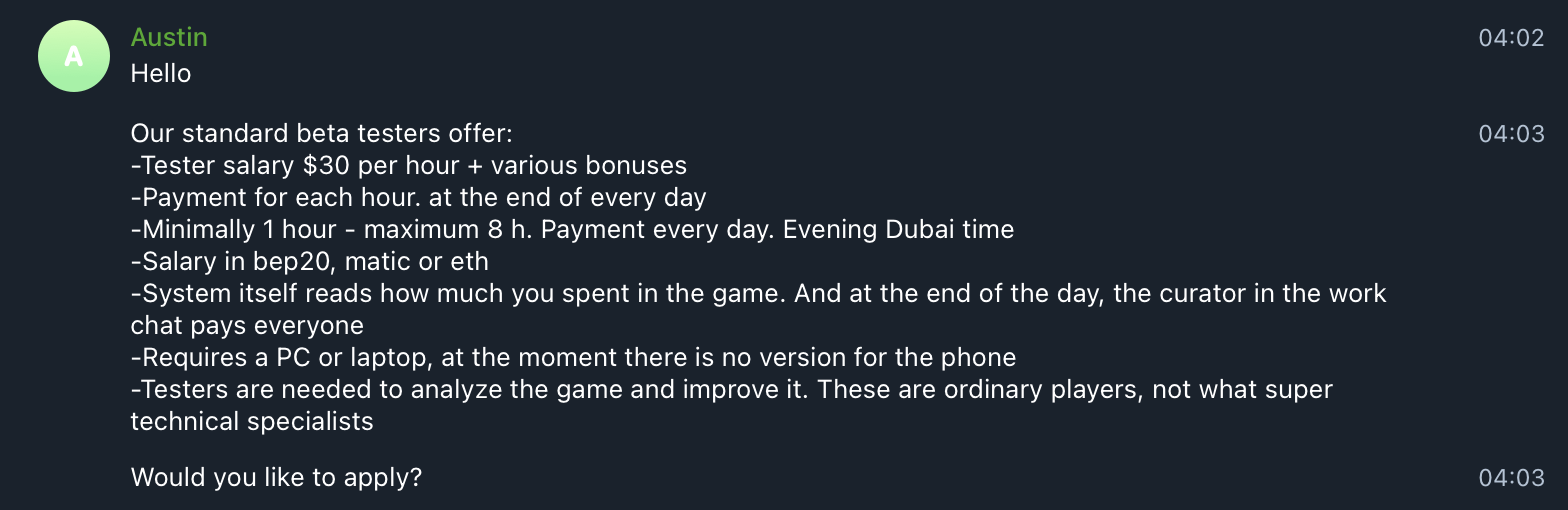 A
Austin
04:02
Hello
Our standard beta testers offer:
04:03
-Tester salary $30 per hour + various bonuses
-Payment for each hour. at the end of every day
-Minimally 1 hour - maximum 8 h. Payment every day. Evening Dubai time
-Salary in bep20, matic or eth
-System itself reads how much you spent in the game. And at the end of the day, the curator in the work
chat pays everyone
-Requires a PC or laptop, at the moment there is no version for the phone
-Testers are needed to analyze the game and improve it. These are ordinary players, not what super
technical specialists
Would you like to apply?
04:03